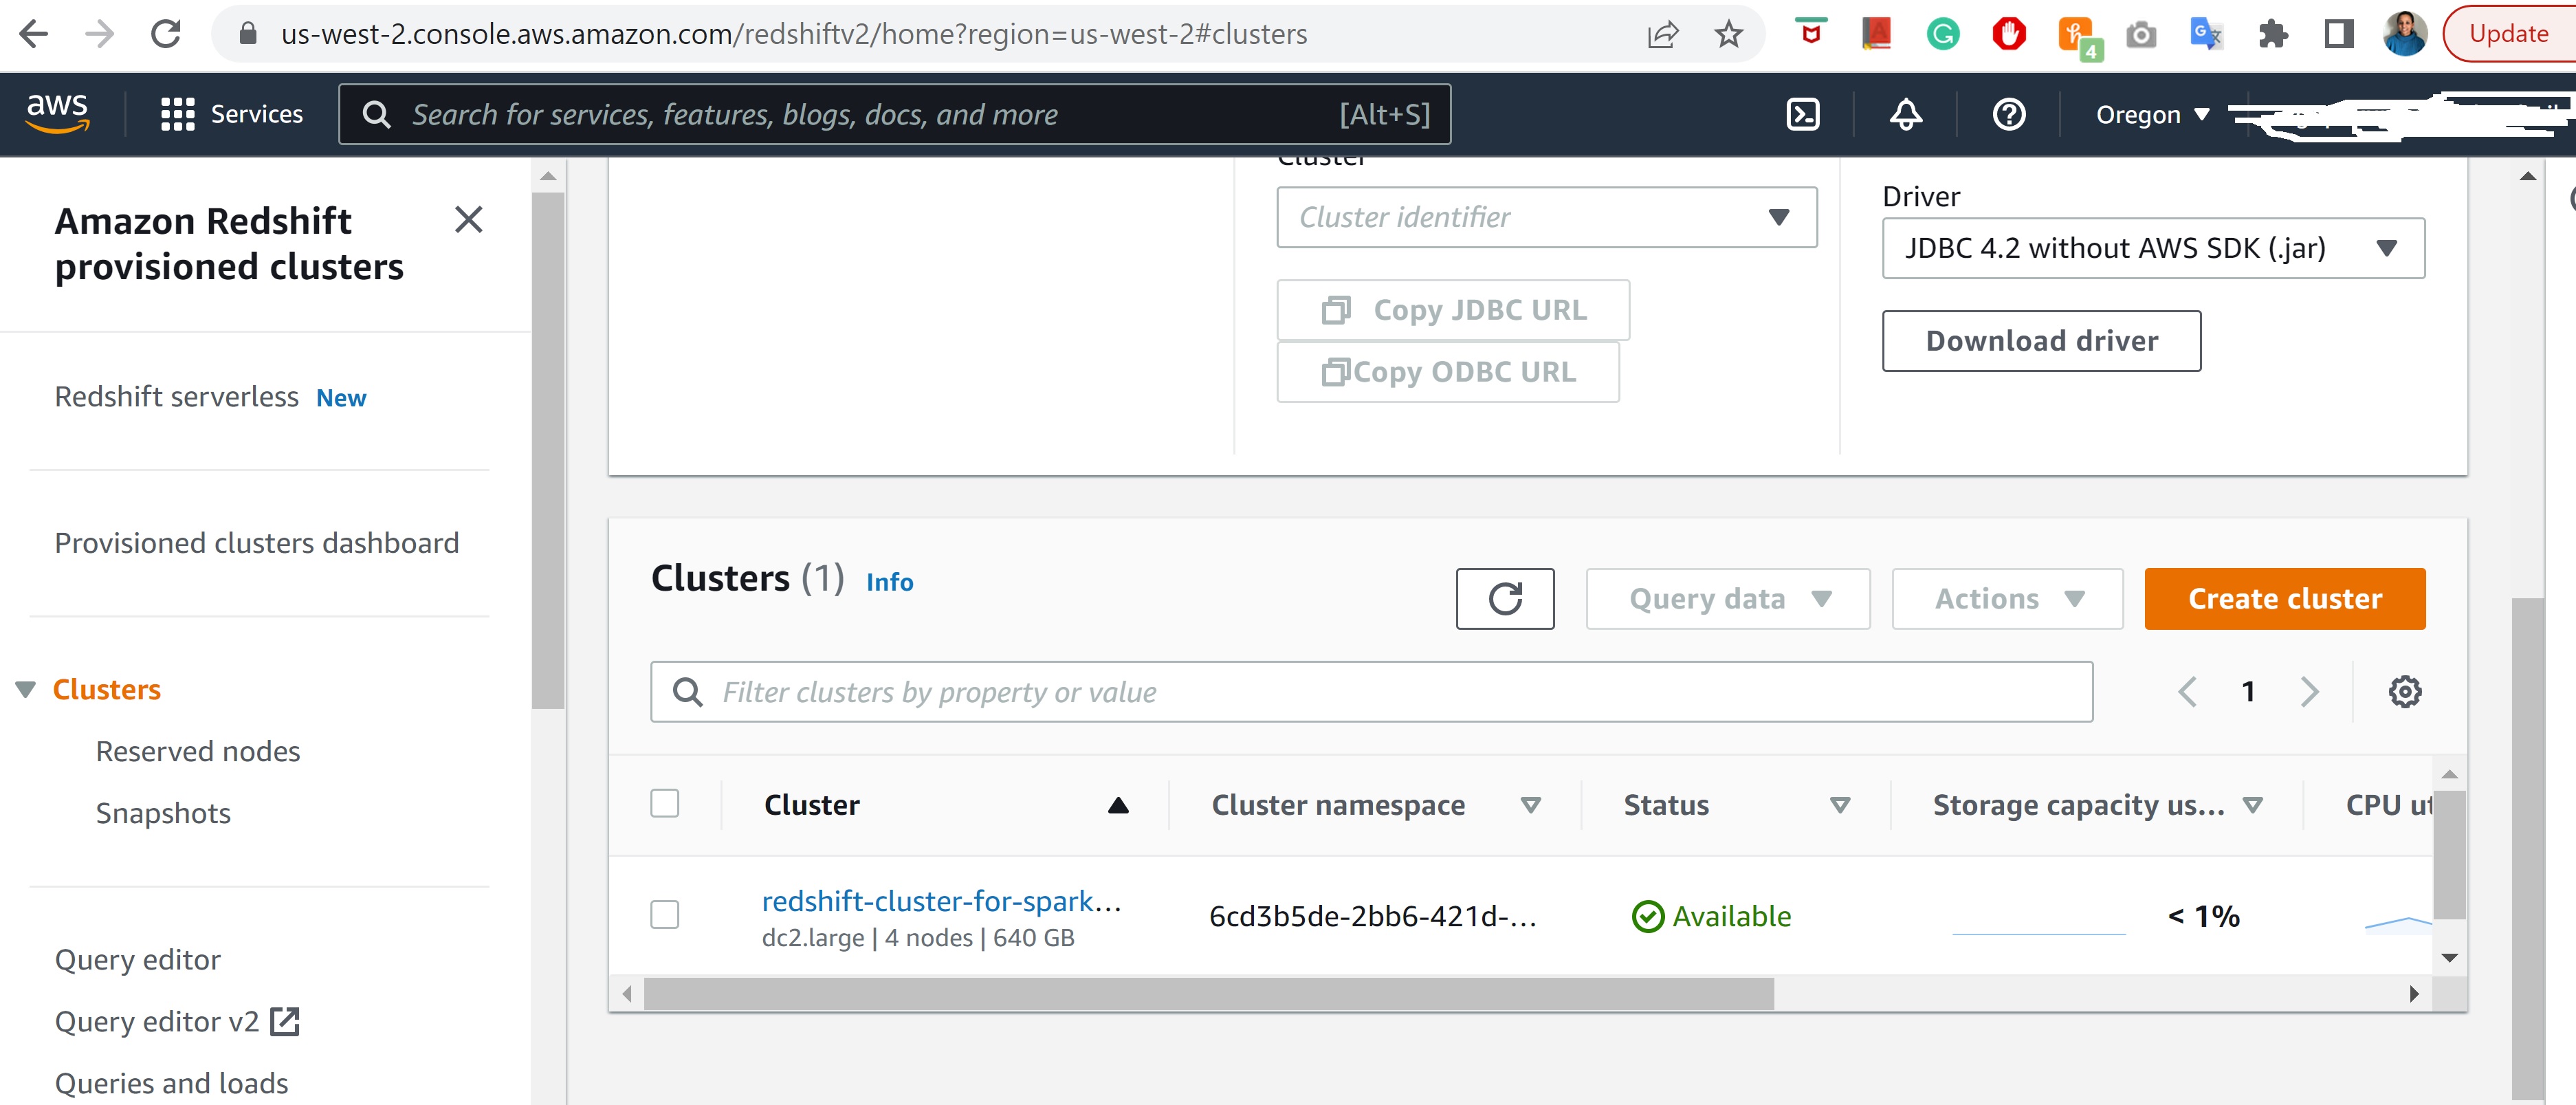 us-west-2.console.aws.amazon.com/redshiftv2/home?region=us-west-2#clusters
4
Update
aws
Services
Search for services, features, blogs, docs, and more
[Alt+S]
Oregon
Amazon Redshift
provisioned clusters
Redshift serverless New
Provisioned clusters dashboard
Clusters
Reserved nodes
Snapshots
Query editor
Query editor v2
Queries and loads
Cluster
Cluster identifier
Copy JDBC URL
Copy ODBC URL
Driver
JDBC 4.2 without AWS SDK (.jar)
Download driver
Clusters (1) Info
Query data
Actions
Create cluster
Filter clusters by property or value
1
Cluster
Cluster namespace
Status
Storage capacity us...
CPU ut
redshift-cluster-for-spark...
dc2.large | 4 nodes | 640 GB
6cd3b5de-2bb6-421d-...
Available
< 1%